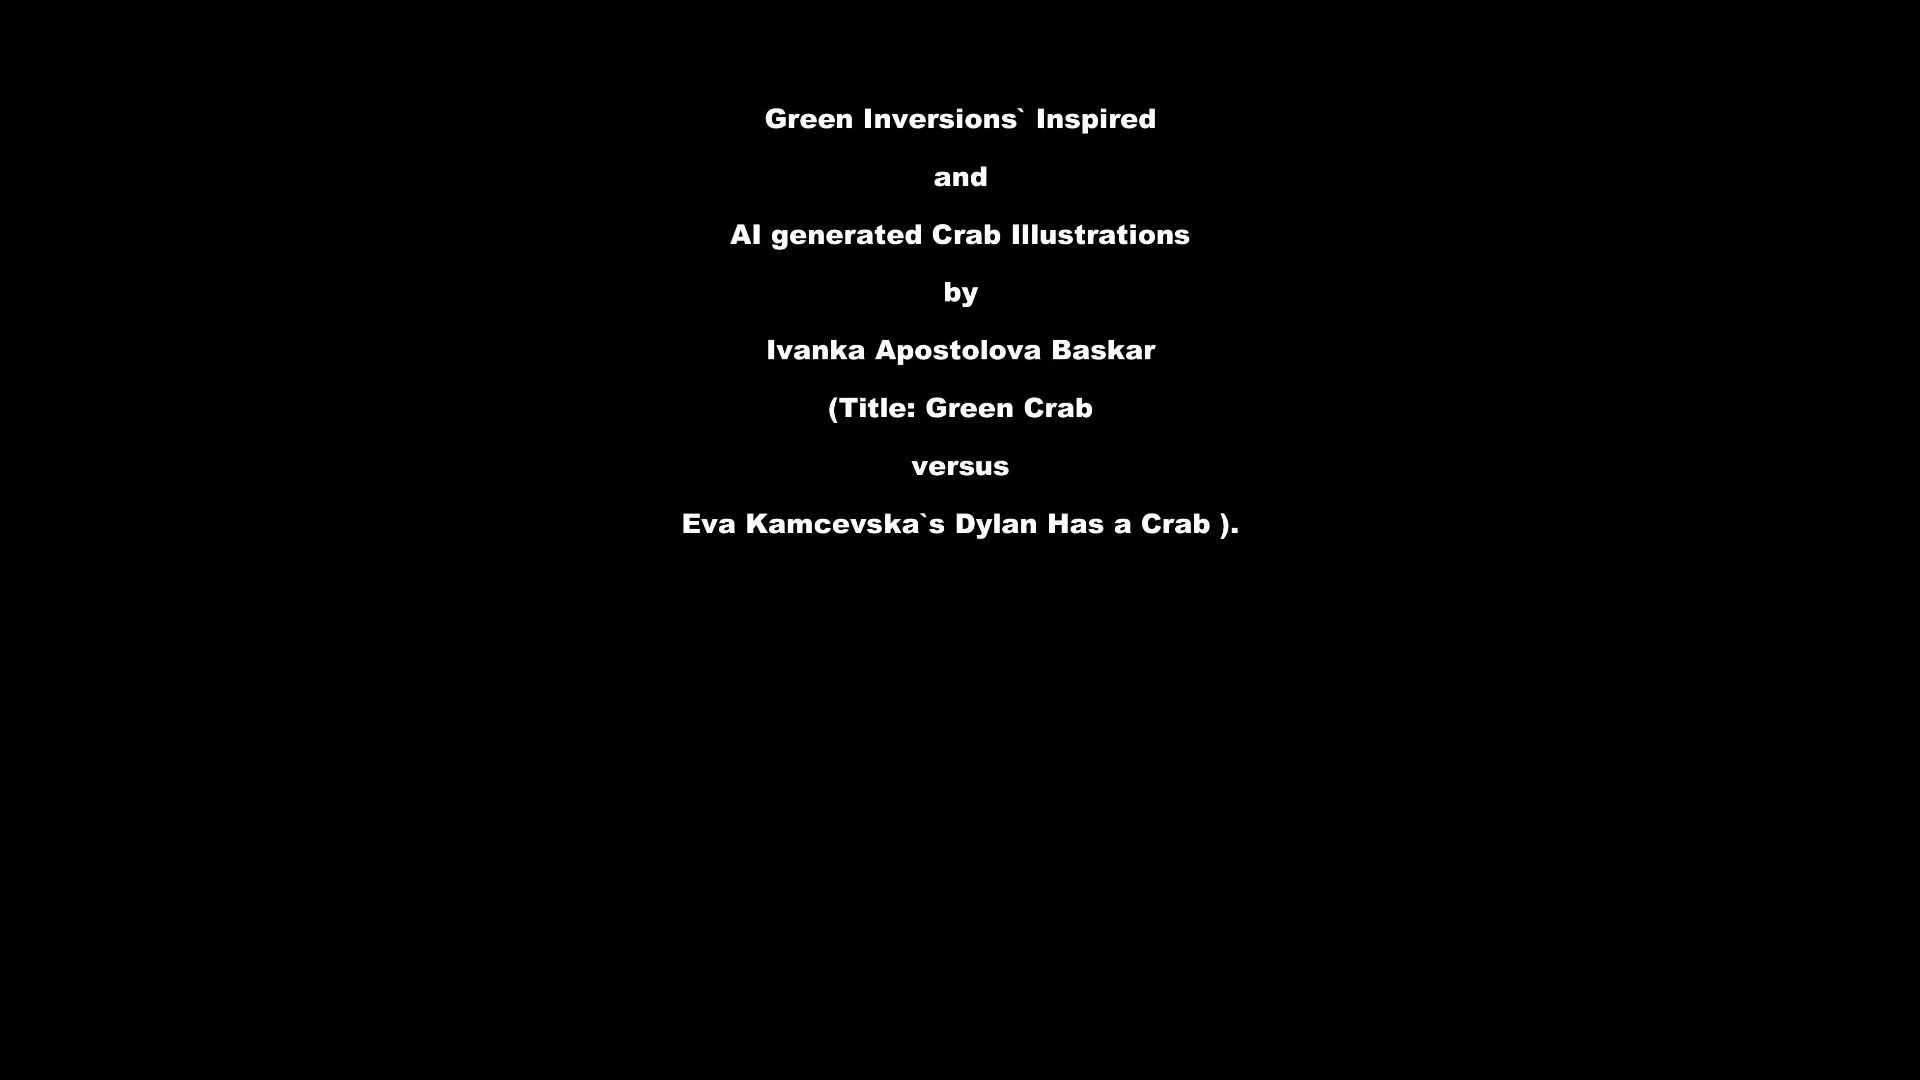 Green Inversions` Inspired
and
AI generated Crab Illustrations
by
Ivanka Apostolova Baskar
(Title: Green Crab
versus
Eva Kamcevska`s Dylan Has a Crab ).